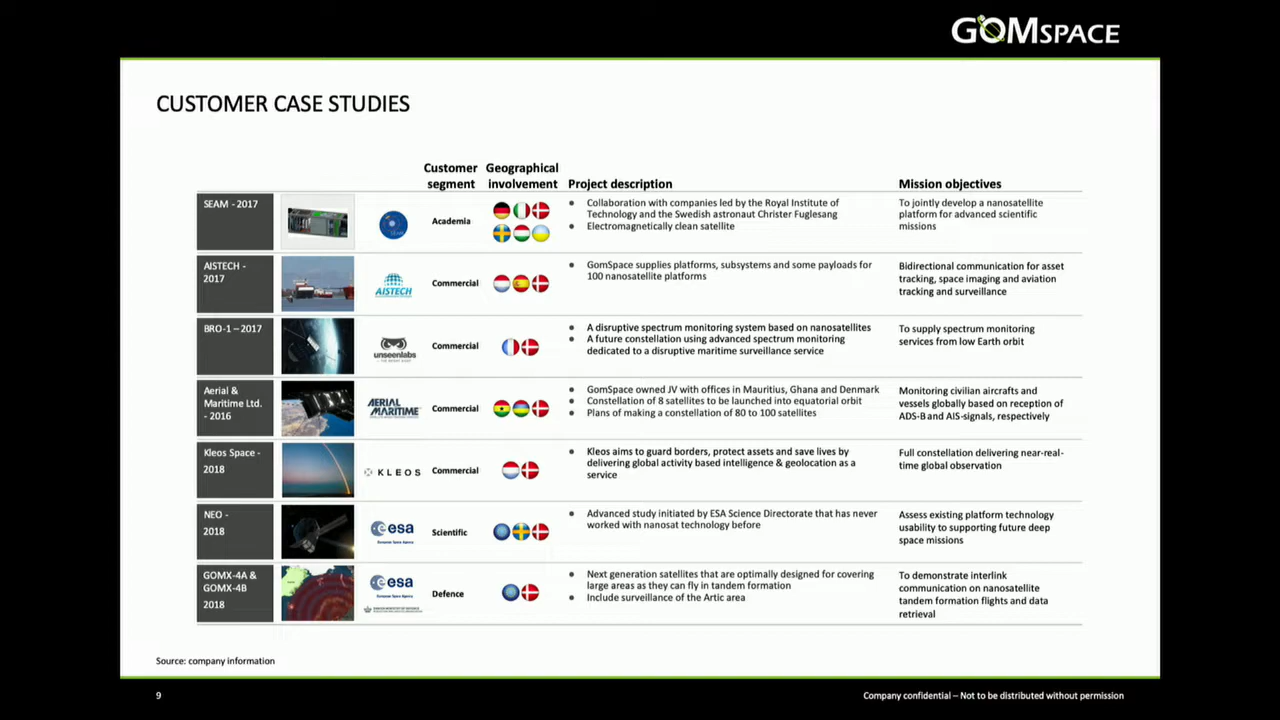 GOMSPACE
CUSTOMER CASE STUDIES
Customer segment
Geographical involvement
Project description
Mission objectives
SEAM - 2017
Academia
Collaboration with companies led by the Royal Institute of
Technology and the Swedish astronaut Christer Fuglesang
Electromagnetically clean satellite
To jointly develop a nanosatellite
platform for advanced scientific
missions
AISTECH -
2017
AISTECH
Commercial
GomSpace supplies platforms, subsystems and some payloads for
100 nanosatellite platforms
Bidirectional communication for asset
tracking, space imaging and aviation
tracking and surveillance
BRO-1 – 2017
unseenlabs
Commercial
A disruptive spectrum monitoring system based on nanosatellites
A future constellation using advanced spectrum monitoring
dedicated to a disruptive maritime surveillance service
To supply spectrum monitoring
services from low Earth orbit
Aerial &
Maritime Ltd.
- 2016
AERIAL
MARITIME
Commercial
GomSpace owned JV with offices in Mauritius, Ghana and Denmark
Constellation of 8 satellites to be launched into equatorial orbit
Plans of making a constellation of 80 to 100 satellites
Monitoring civilian aircrafts and
vessels globally based on reception of
ADS-B and AIS-signals, respectively
Kleos Space -
2018
KLEOS
Commercial
Kleos aims to guard borders, protect assets and save lives by
delivering global activity based intelligence & geolocation as a
service
Full constellation delivering near-real-
time global observation
NEO -
2018
esa
European Space Agency
Scientific
Advanced study initiated by ESA Science Directorate that has never
worked with nanosat technology before
Assess existing platform technology
usability to supporting future deep
space missions
GOMX-4A &
GOMX-4B
2018
esa
European Space Agency
Defence
Next generation satellites that are optimally designed for covering
large areas as they can fly in tandem formation
Include surveillance of the Artic area
To demonstrate interlink
communication on nanosatellite
tandem formation flights and data
retrieval
Source: company information
9
Company confidential – Not to be distributed without permission